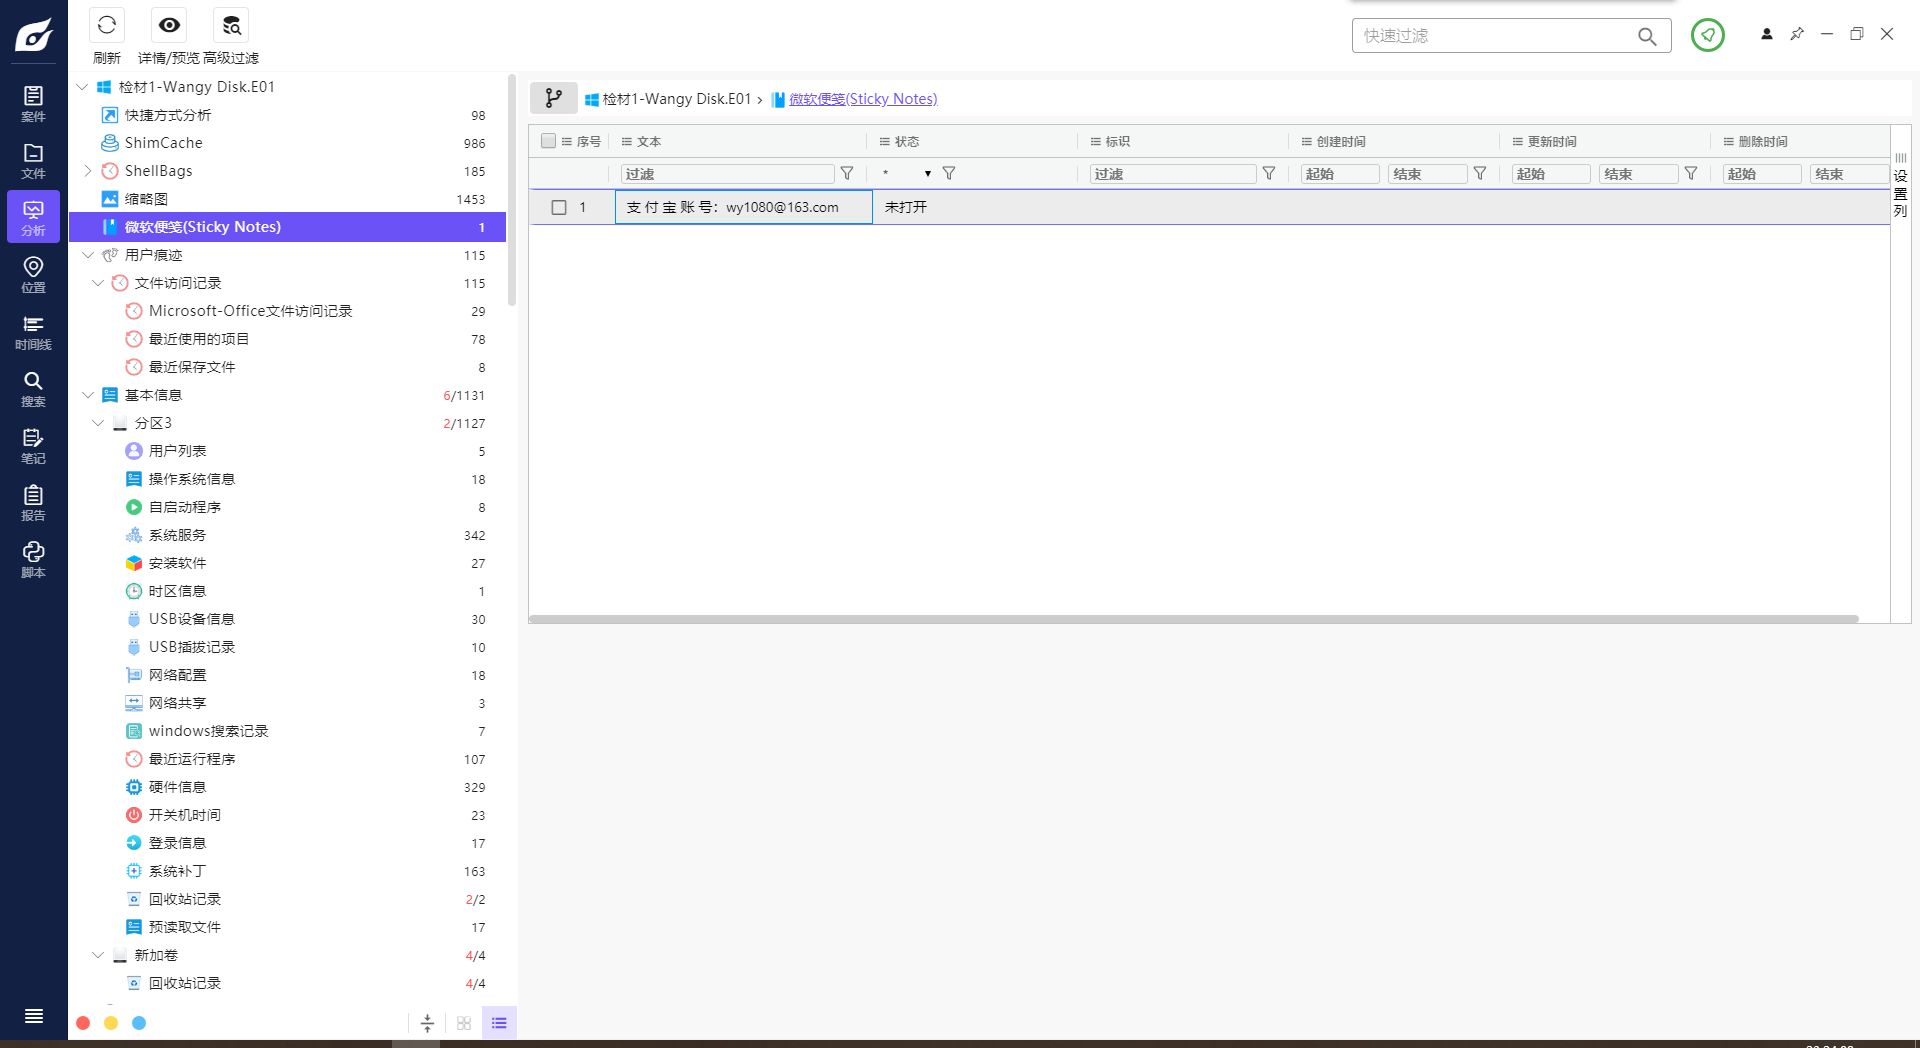 刷新
详情/预览
高级过滤
快速过滤
案件
文件
分析
位置
时间线
搜索
笔记
报告
脚本
检材1-Wangy Disk.E01
快捷方式分析 98
ShimCache 986
ShellBags 185
缩略图 1453
微软便笺(Sticky Notes) 1
用户痕迹 115
文件访问记录 115
Microsoft-Office文件访问记录 29
最近使用的项目 78
最近保存文件 8
基本信息 6/1131
分区3 2/1127
用户列表 5
操作系统信息 18
自启动程序 8
系统服务 342
安装软件 27
时区信息 1
USB设备信息 30
USB插拔记录 10
网络配置 18
网络共享 3
windows搜索记录 7
最近运行程序 107
硬件信息 329
开关机时间 23
登录信息 17
系统补丁 163
回收站记录 2/2
预读取文件 17
新加卷 4/4
回收站记录 4/4
检材1-Wangy Disk.E01 › 微软便笺(Sticky Notes)
序号 文本 状态 标识 创建时间 更新时间 删除时间
过滤 * 过滤 起始 结束 起始 结束 起始 结束
1 支 付 宝 账 号：wy1080@163.com 未打开
设置列